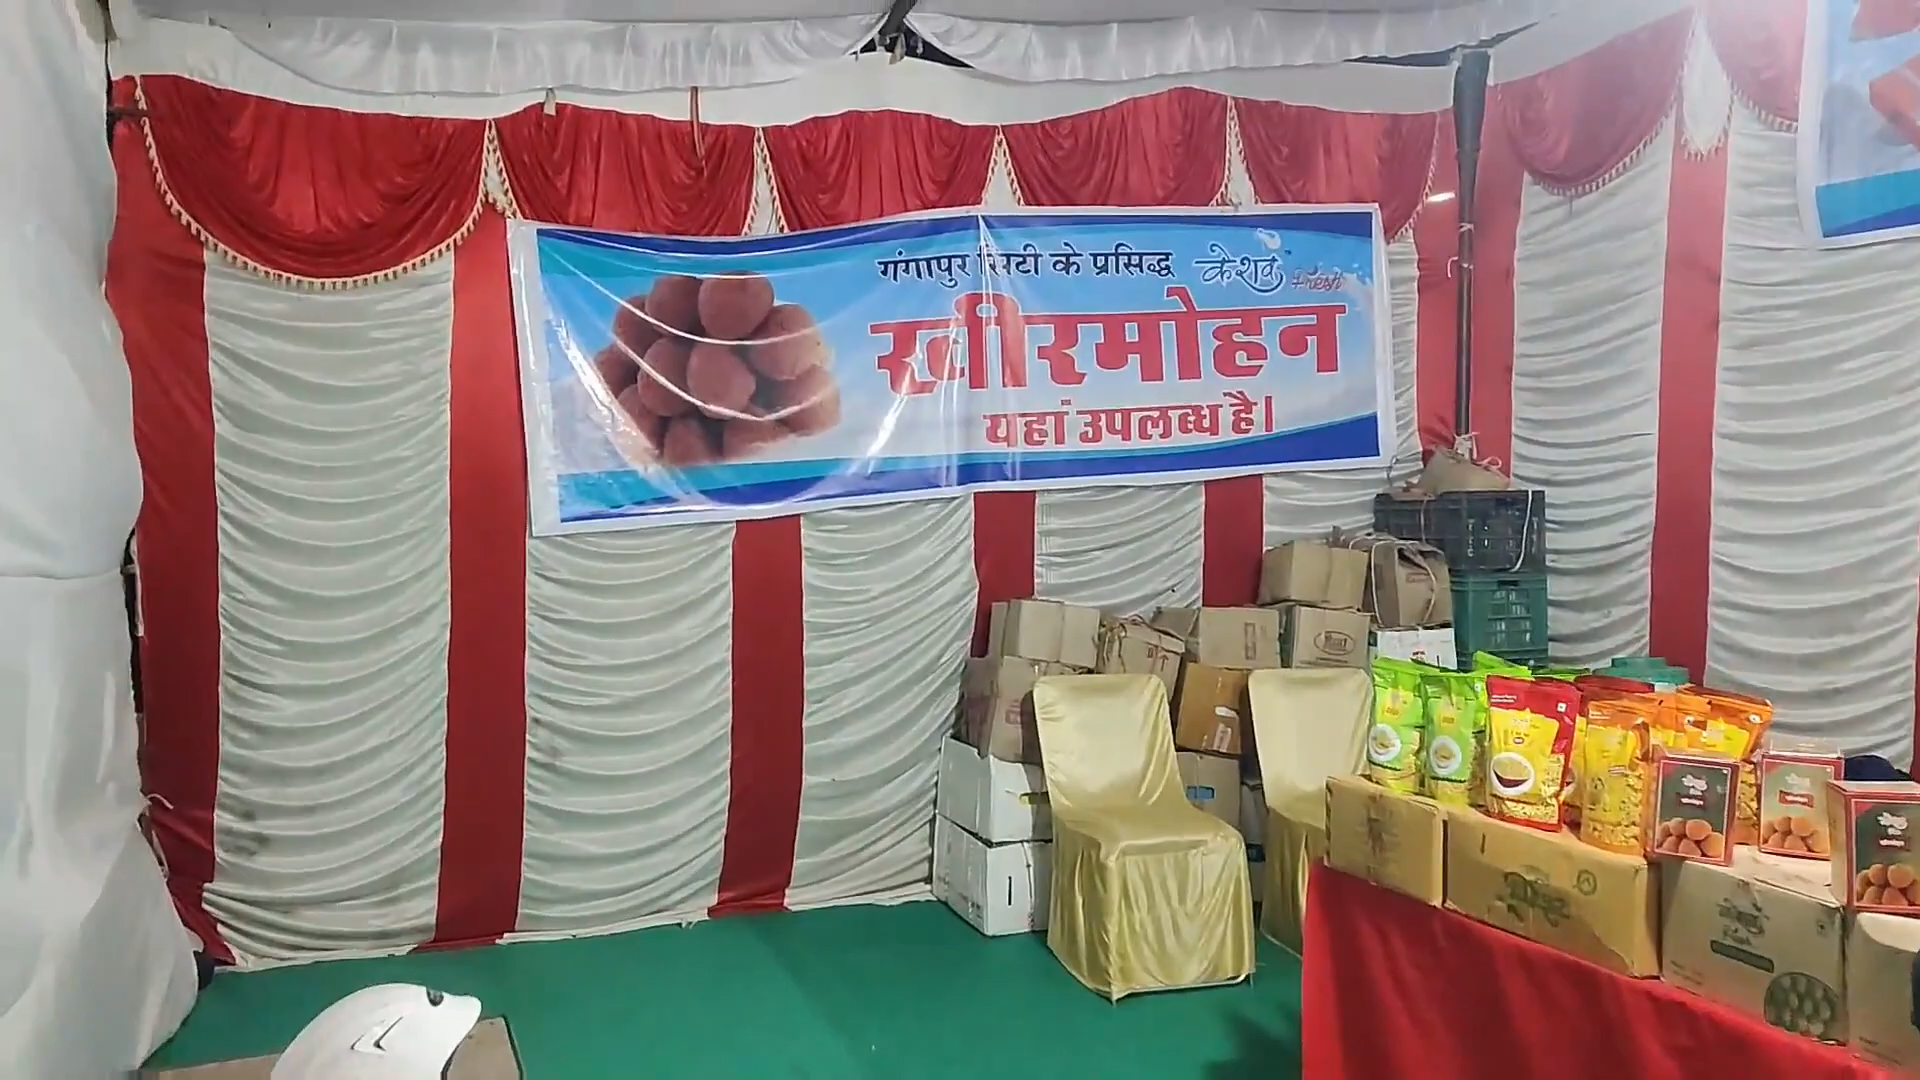 गंगापुर सिटी के प्रसिद्ध केशव Fresh
खीरमोहन
यहां उपलब्ध है।